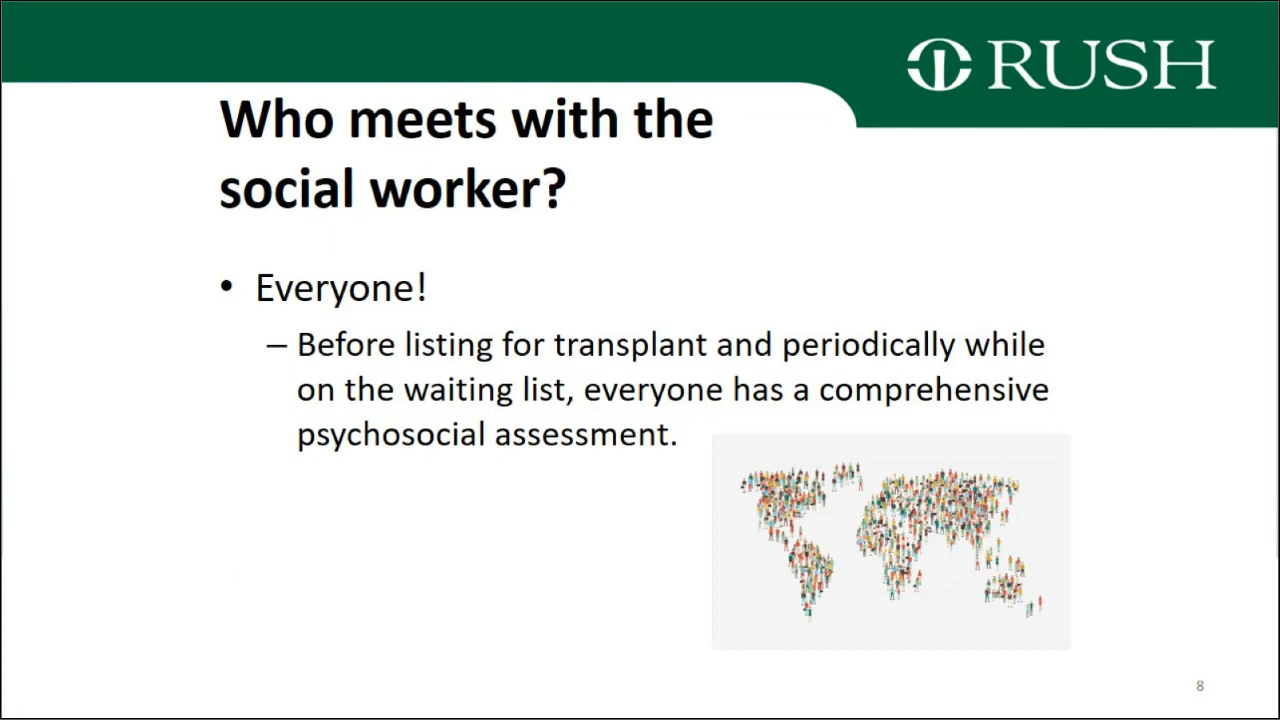 RUSH
Who meets with the
social worker?
• Everyone!
– Before listing for transplant and periodically while
on the waiting list, everyone has a comprehensive
psychosocial assessment.
8